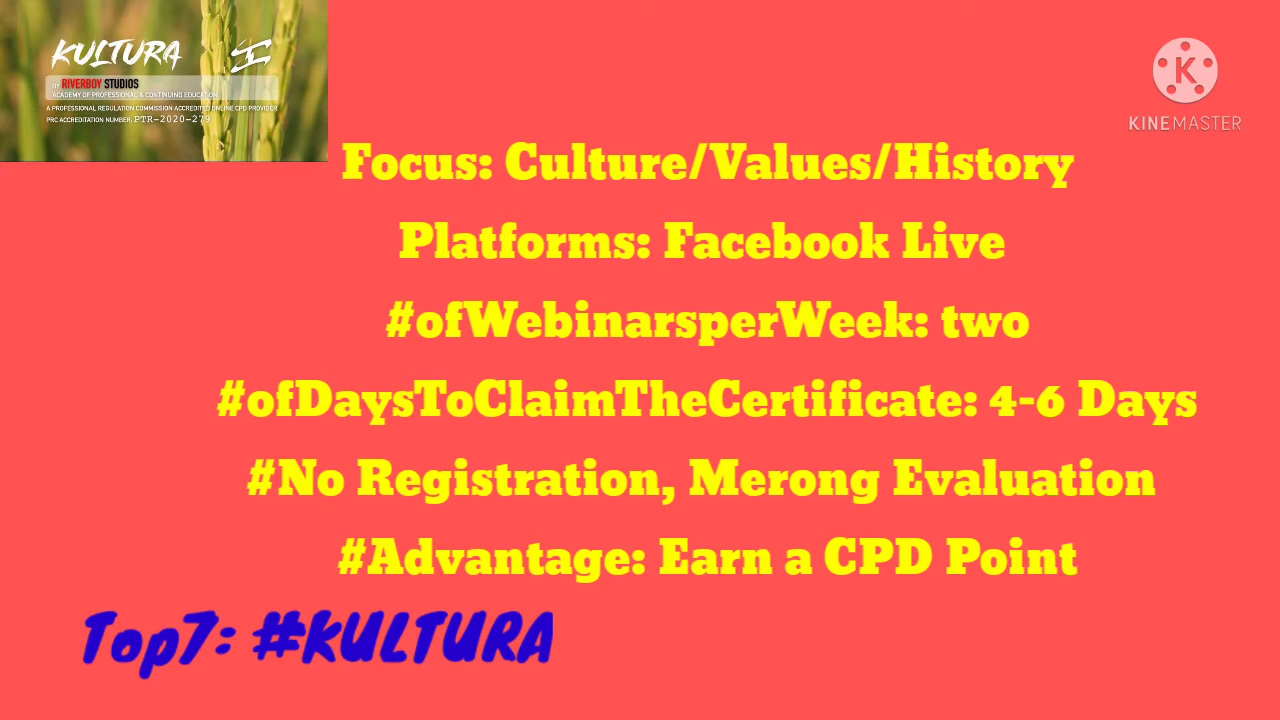 KULTURA
BY RIVERBOY STUDIOS
ACADEMY OF PROFESSIONAL & CONTINUING EDUCATION
A PROFESSIONAL REGULATION COMMISSION ACCREDITED ONLINE CPD PROVIDER
PRC ACCREDITATION NUMBER: PTR-2020-279
K
KINEMASTER
Focus: Culture/Values/History
Platforms: Facebook Live
#ofWebinarsperWeek: two
#ofDaysToClaimTheCertificate: 4-6 Days
#No Registration, Merong Evaluation
#Advantage: Earn a CPD Point
Top7: #KULTURA